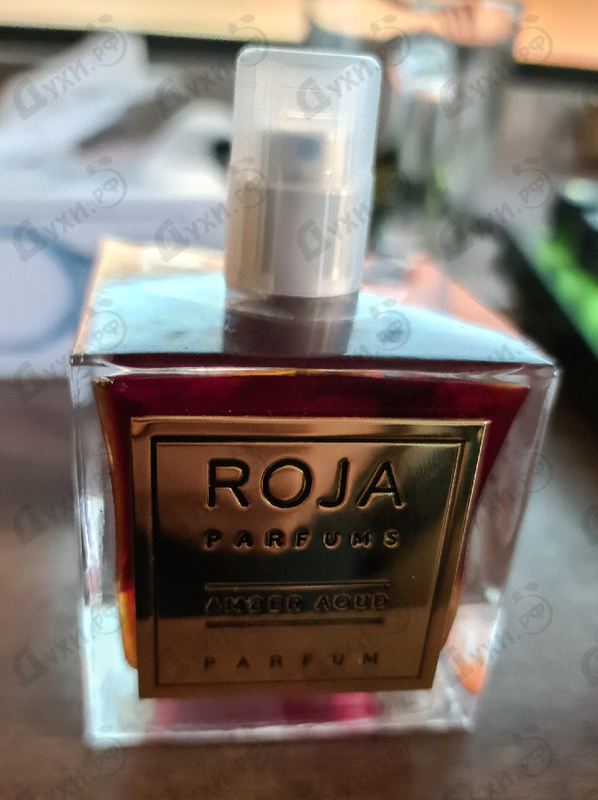 ROJA
PARFUMS
AMBER AOUD
PARFUM
Духи.рф